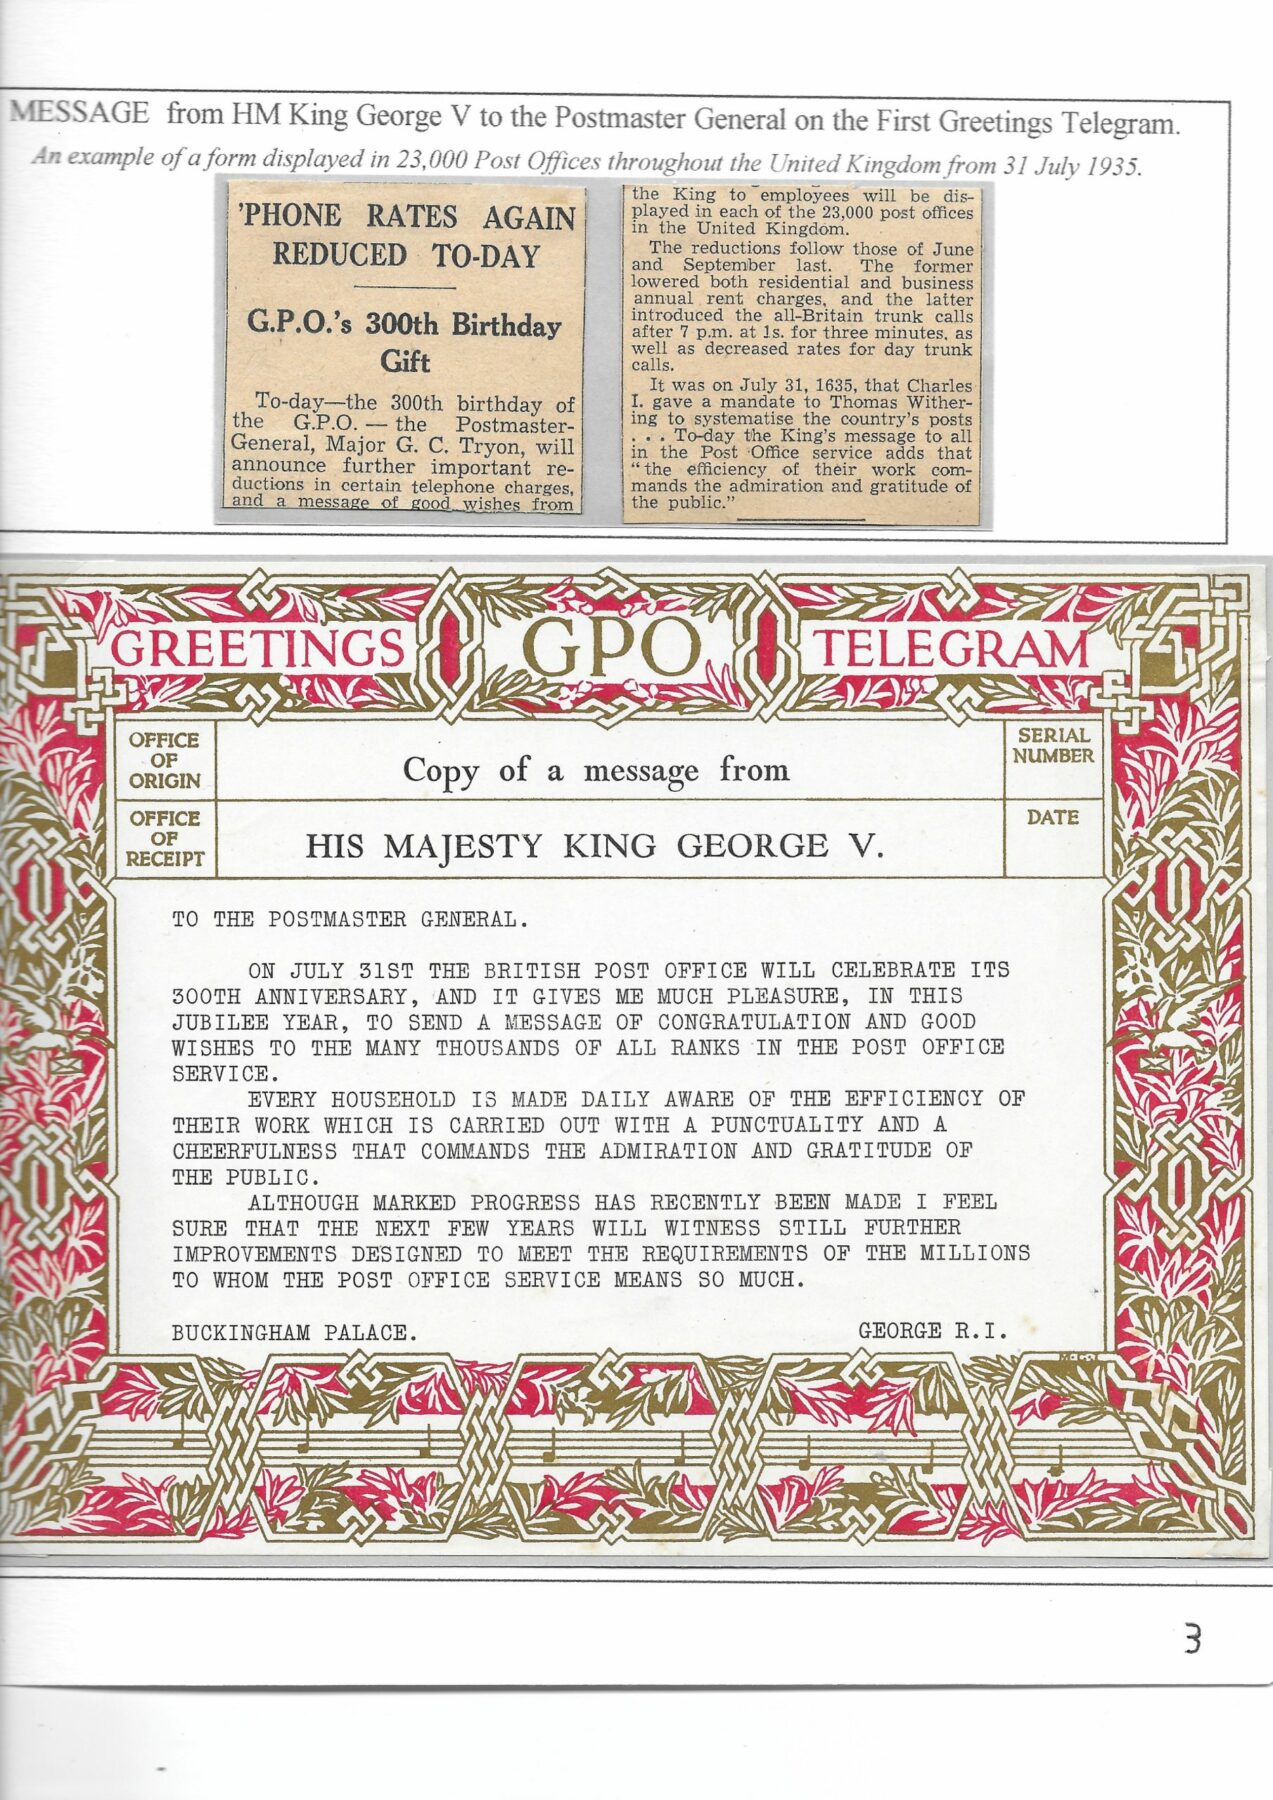 MESSAGE from HM King George V to the Postmaster General on the First Greetings Telegram.
An example of a form displayed in 23,000 Post Offices throughout the United Kingdom from 31 July 1935.
'PHONE RATES AGAIN
REDUCED TO-DAY
G.P.O.'s 300th Birthday
Gift
To-day—the 300th birthday of
the G.P.O. — the Postmaster-
General, Major G. C. Tryon, will
announce further important re-
ductions in certain telephone charges,
and a message of good wishes from
the King to employees will be dis-
played in each of the 23,000 post offices
in the United Kingdom.
The reductions follow those of June
and September last. The former
lowered both residential and business
annual rent charges, and the latter
introduced the all-Britain trunk calls
after 7 p.m. at 1s. for three minutes, as
well as decreased rates for day trunk
calls.
It was on July 31, 1635, that Charles
I. gave a mandate to Thomas Wither-
ing to systematise the country's posts
. . . To-day the King's message to all
in the Post Office service adds that
"the efficiency of their work com-
mands the admiration and gratitude of
the public."
GREETINGS GPO TELEGRAM
OFFICE
OF
ORIGIN
Copy of a message from
SERIAL
NUMBER
OFFICE
OF
RECEIPT
HIS MAJESTY KING GEORGE V.
DATE
TO THE POSTMASTER GENERAL.
ON JULY 31ST THE BRITISH POST OFFICE WILL CELEBRATE ITS
300TH ANNIVERSARY, AND IT GIVES ME MUCH PLEASURE, IN THIS
JUBILEE YEAR, TO SEND A MESSAGE OF CONGRATULATION AND GOOD
WISHES TO THE MANY THOUSANDS OF ALL RANKS IN THE POST OFFICE
SERVICE.
EVERY HOUSEHOLD IS MADE DAILY AWARE OF THE EFFICIENCY OF
THEIR WORK WHICH IS CARRIED OUT WITH A PUNCTUALITY AND A
CHEERFULNESS THAT COMMANDS THE ADMIRATION AND GRATITUDE OF
THE PUBLIC.
ALTHOUGH MARKED PROGRESS HAS RECENTLY BEEN MADE I FEEL
SURE THAT THE NEXT FEW YEARS WILL WITNESS STILL FURTHER
IMPROVEMENTS DESIGNED TO MEET THE REQUIREMENTS OF THE MILLIONS
TO WHOM THE POST OFFICE SERVICE MEANS SO MUCH.
BUCKINGHAM PALACE. GEORGE R.I.
3